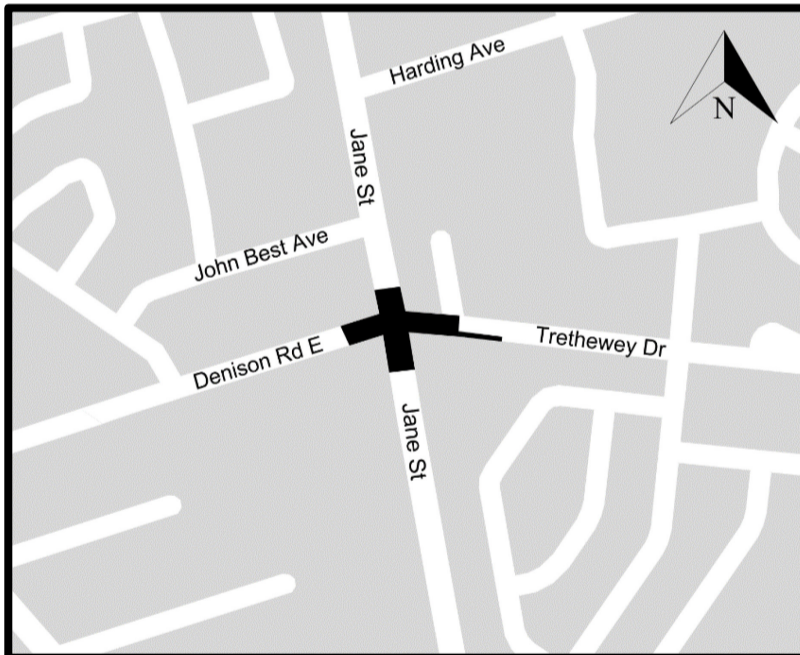 Harding Ave
N
Jane St
John Best Ave
Trethewey Dr
Denison Rd E
Jane St